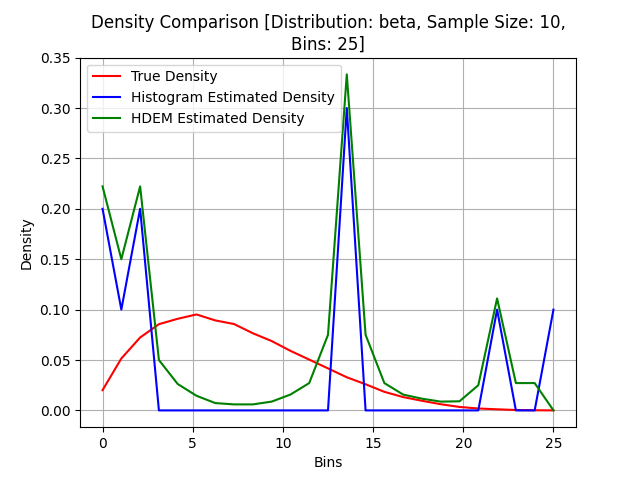 Density Comparison [Distribution: beta, Sample Size: 10,
Bins: 25]
True Density
Histogram Estimated Density
HDEM Estimated Density
Density
0.35
0.30
0.25
0.20
0.15
0.10
0.05
0.00
0 5 10 15 20 25
Bins